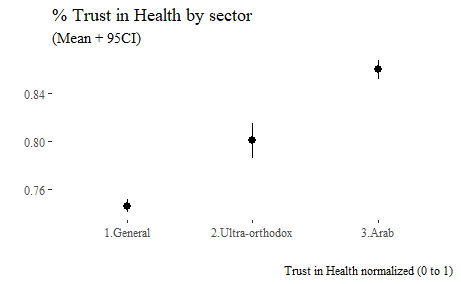 % Trust in Health by sector
(Mean + 95CI)
0.84
0.80
0.76
1.General 2.Ultra-orthodox 3.Arab
Trust in Health normalized (0 to 1)